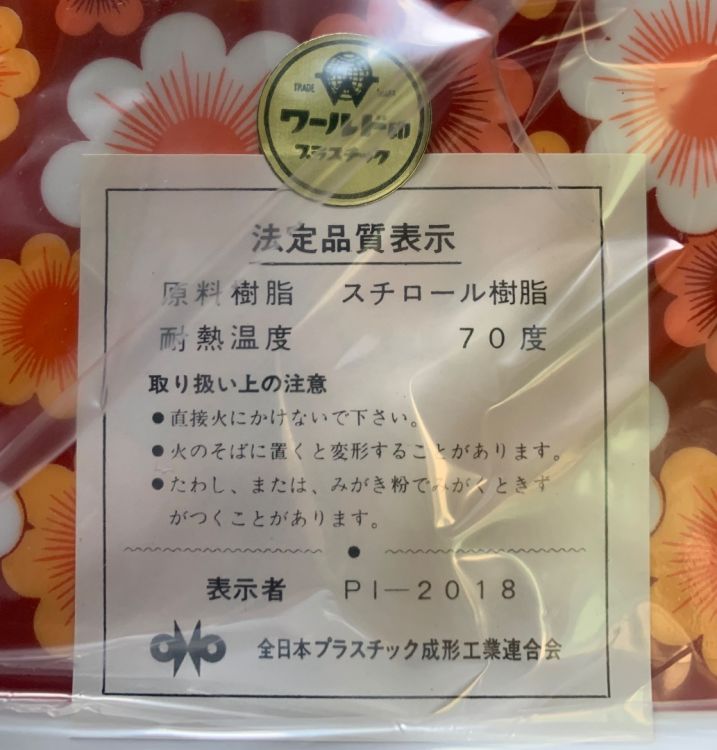 TRADE MARK
ワールド印
プラスチック
法定品質表示
原料樹脂 スチロール樹脂
耐熱温度 70度
取り扱い上の注意
●直接火にかけないで下さい。
●火のそばに置くと変形することがあります。
●たわし、または、みがき粉でみがくときず
がつくことがあります。
表示者 PI—2018
全日本プラスチック成形工業連合会